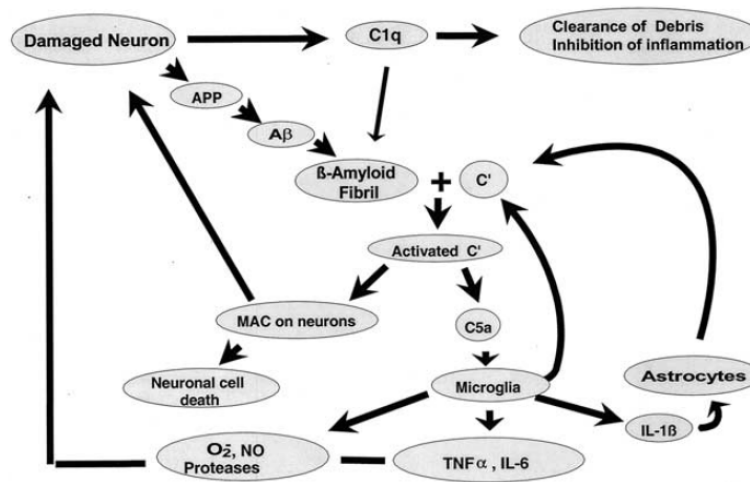 Damaged Neuron
C1q
Clearance of Debris
Inhibition of inflammation
APP
Aβ
ß-Amyloid
Fibril
+
C'
Activated C'
MAC on neurons
C5a
Neuronal cell
death
Microglia
Astrocytes
IL-1ß
O₂⁻, NO
Proteases
TNFα , IL-6